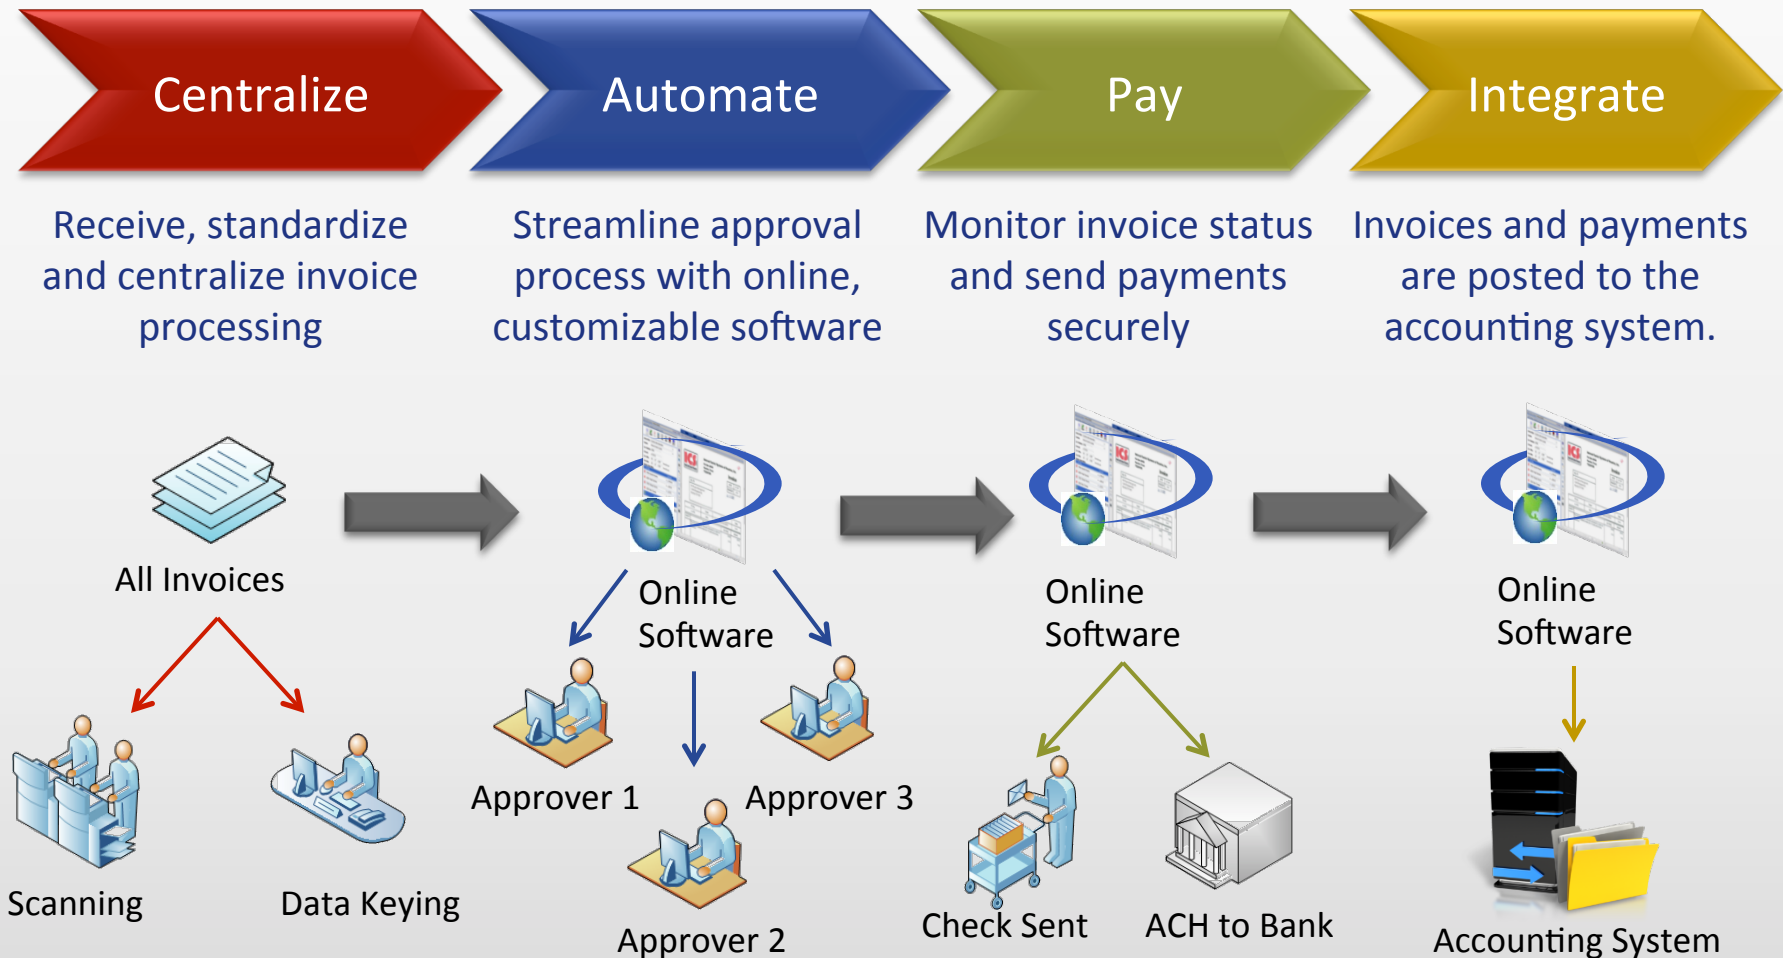 Centralize
Automate
Pay
Integrate
Receive, standardize
and centralize invoice
processing
Streamline approval
process with online,
customizable software
Monitor invoice status
and send payments
securely
Invoices and payments
are posted to the
accounting system.
All Invoices
Scanning
Data Keying
ICS
Online
Software
Approver 1
Approver 2
Approver 3
ICS
Online
Software
Check Sent
ACH to Bank
ICS
Online
Software
Accounting System